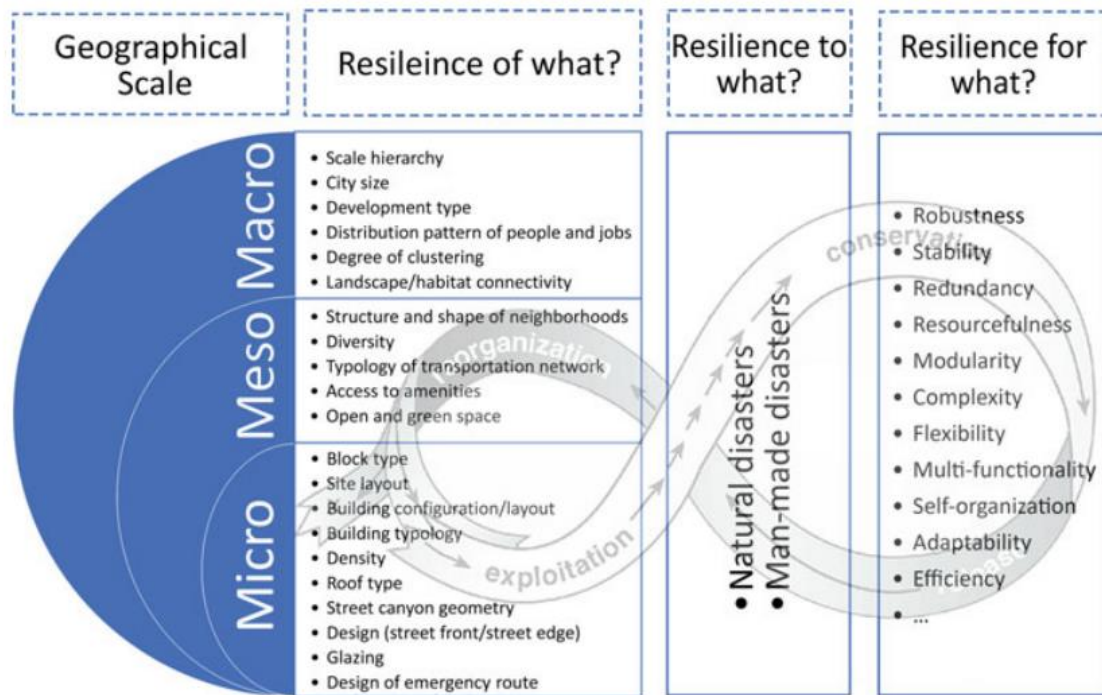 Geographical
Scale
Resileince of what?
Resilience to
what?
Resilience for
what?
Macro
• Scale hierarchy
• City size
• Development type
• Distribution pattern of people and jobs
• Degree of clustering
• Landscape/habitat connectivity
Meso
• Structure and shape of neighborhoods
• Diversity
• Typology of transportation network
• Access to amenities
• Open and green space
Micro
• Block type
• Site layout
• Building configuration/layout
• Building typology
• Density
• Roof type
• Street canyon geometry
• Design (street front/street edge)
• Glazing
• Design of emergency route
reorganization
exploitation
• Natural disasters
• Man-made disasters
• Robustness
• Stability
• Redundancy
• Resourcefulness
• Modularity
• Complexity
• Flexibility
• Multi-functionality
• Self-organization
• Adaptability
• Efficiency
• ...
conservation
release